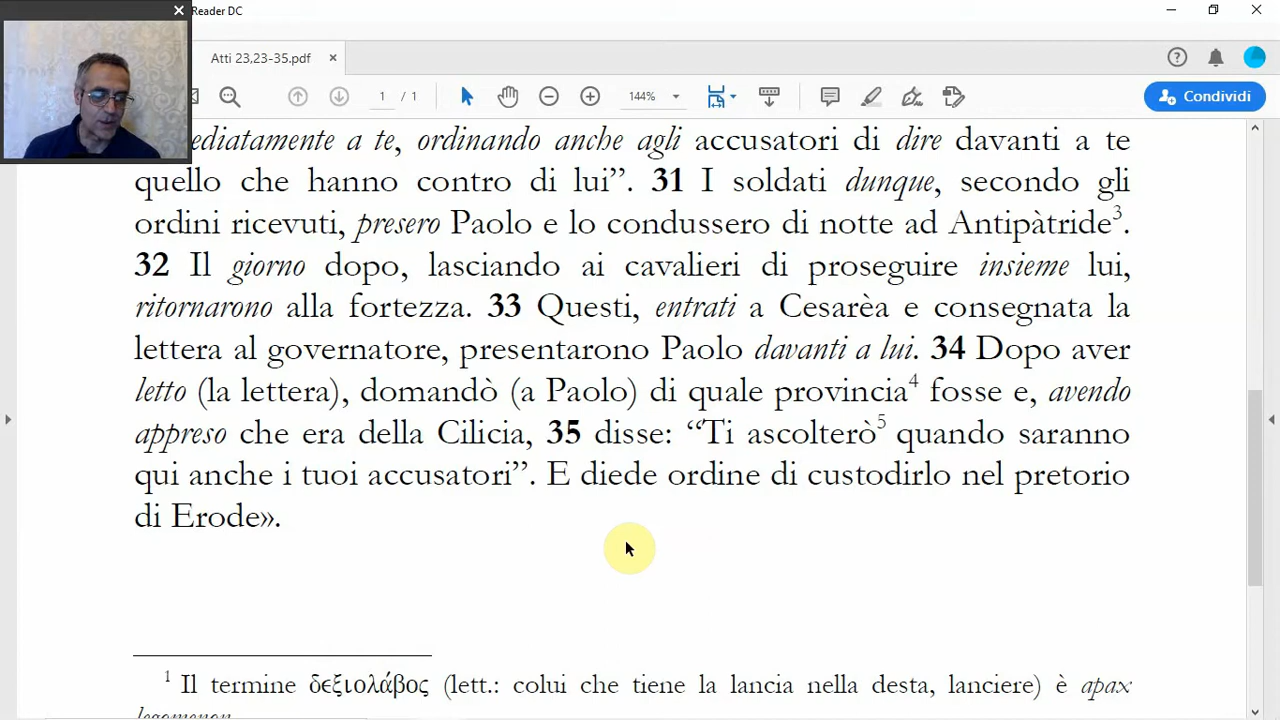 Reader DC
Atti 23,23-35.pdf
1 / 1
144%
Condividi
ediatamente a te, ordinando anche agli accusatori di dire davanti a te
quello che hanno contro di lui”. 31 I soldati dunque, secondo gli
ordini ricevuti, presero Paolo e lo condussero di notte ad Antipàtride3.
32 Il giorno dopo, lasciando ai cavalieri di proseguire insieme lui,
ritornarono alla fortezza. 33 Questi, entrati a Cesarèa e consegnata la
lettera al governatore, presentarono Paolo davanti a lui. 34 Dopo aver
letto (la lettera), domandò (a Paolo) di quale provincia4 fosse e, avendo
appreso che era della Cilicia, 35 disse: “Ti ascolterò5 quando saranno
qui anche i tuoi accusatori”. E diede ordine di custodirlo nel pretorio
di Erode».
1 Il termine δεξιολάβος (lett.: colui che tiene la lancia nella desta, lanciere) è apax
legomenon